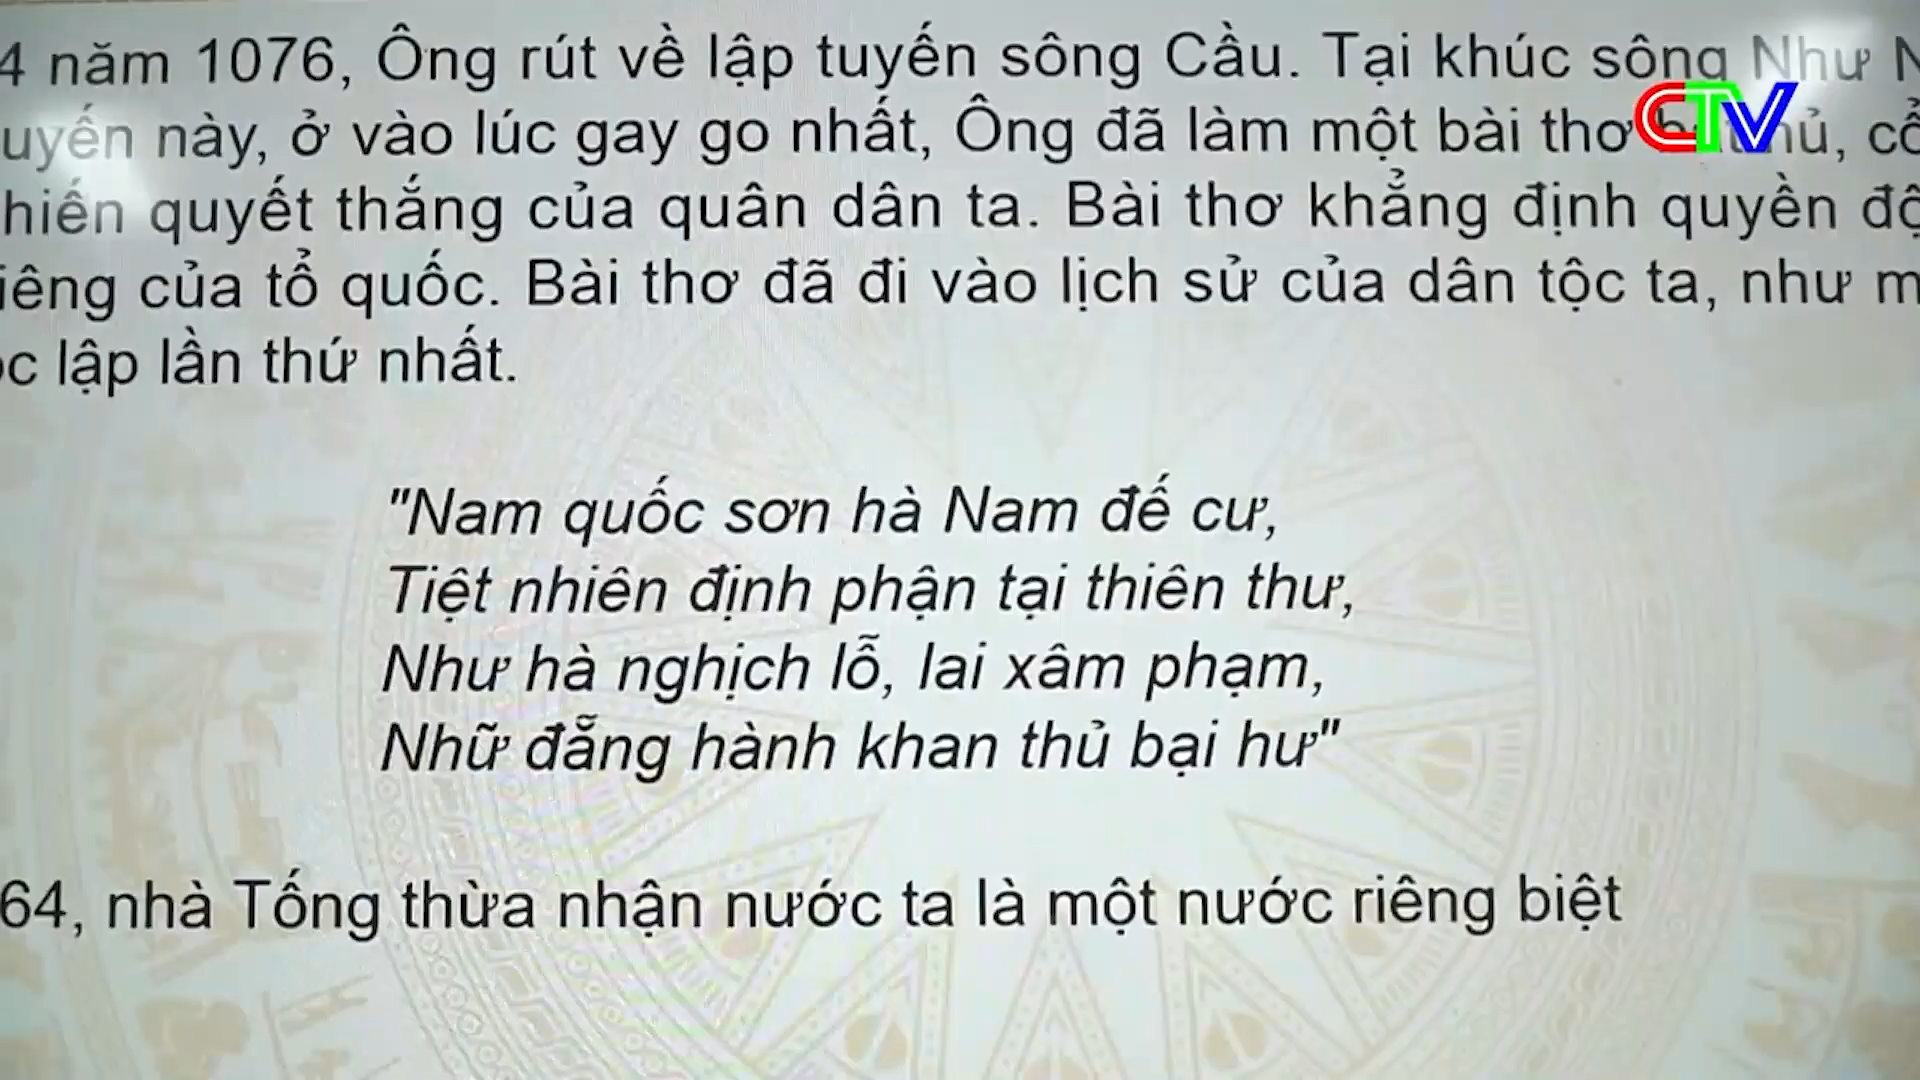 4 năm 1076, Ông rút về lập tuyến sông Cầu. Tại khúc sông Như
này, ở vào lúc gay go nhất, Ông đã làm một bài thơ
quyết thắng của quân dân ta. Bài thơ khẳng định quyền
của tổ quốc. Bài thơ đã đi vào lịch sử của dân tộc ta, như
lập lần thứ nhất.
"Nam quốc sơn hà Nam đế cư,
Tiệt nhiên định phận tại thiên thư,
Như hà nghịch lỗ, lai xâm phạm,
Nhữ đẵng hành khan thủ bại hư"
64, nhà Tống thừa nhận nước ta là một nước riêng biệt
CTV